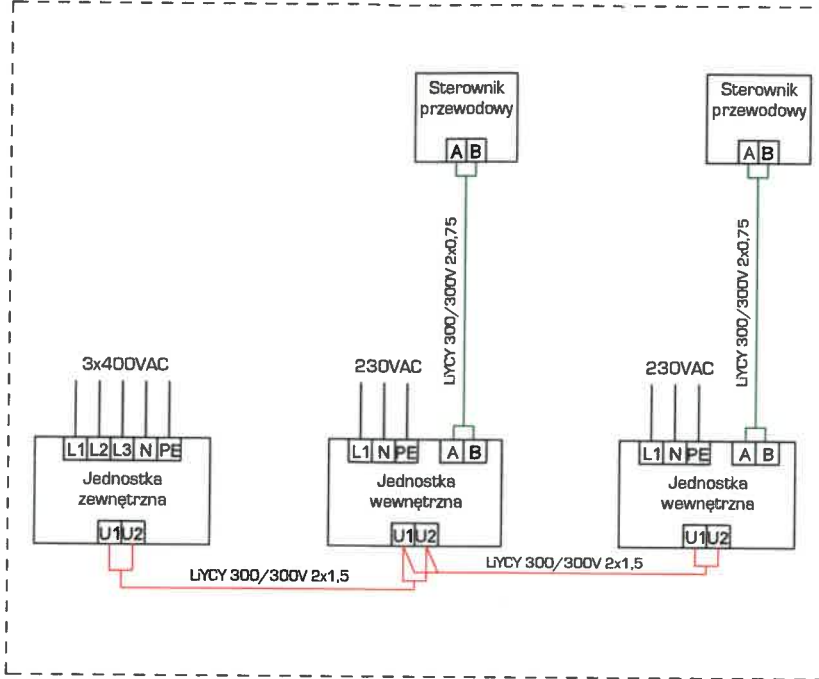 Sterownik
przewodowy
A B
Sterownik
przewodowy
A B
LiYCY 300/300V 2x0,75
LiYCY 300/300V 2x0,75
3x400VAC
L1 L2 L3 N PE
Jednostka
zewnętrzna
U1 U2
230VAC
L1 N PE A B
Jednostka
wewnętrzna
U1 U2
230VAC
L1 N PE A B
Jednostka
wewnętrzna
U1 U2
LiYCY 300/300V 2x1,5
LiYCY 300/300V 2x1,5